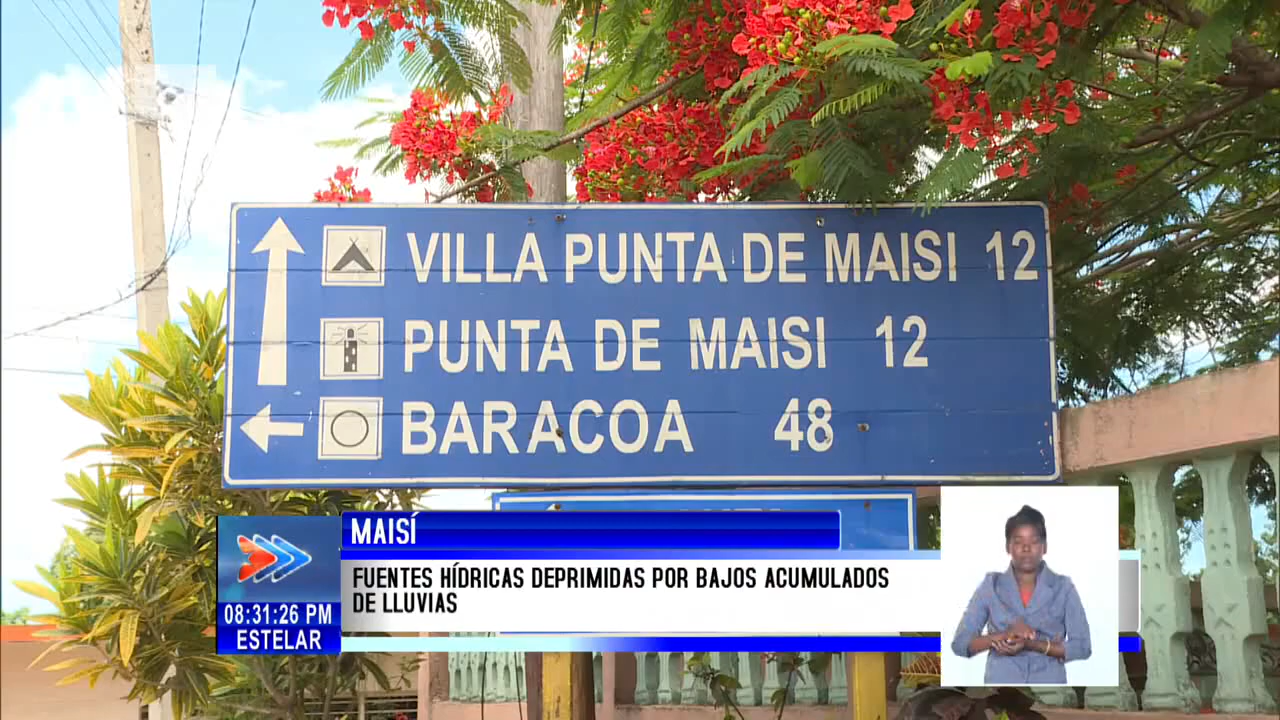 VILLA PUNTA DE MAISI 12
PUNTA DE MAISI 12
BARACOA 48
MAISÍ
FUENTES HÍDRICAS DEPRIMIDAS POR BAJOS ACUMULADOS
DE LLUVIAS
08:31:26 PM
ESTELAR